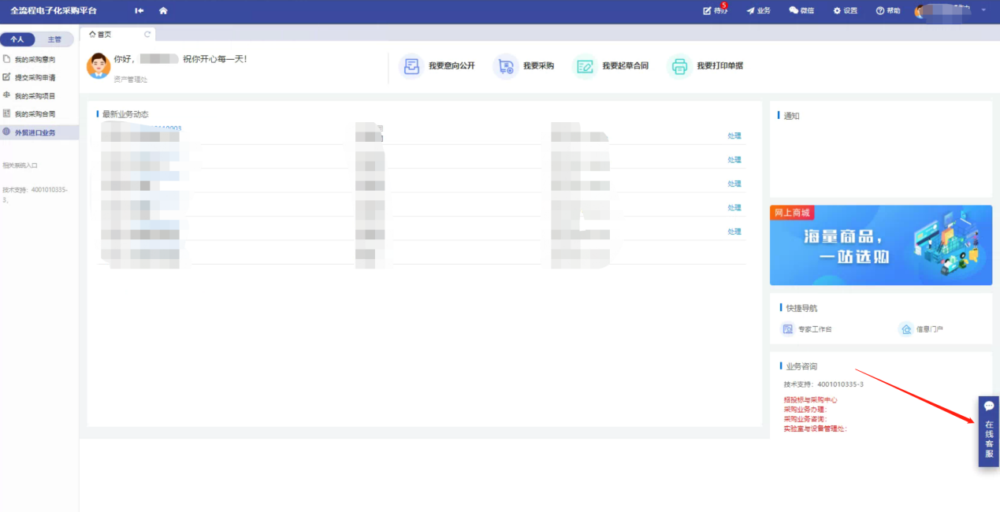 全流程电子化采购平台
待办 5
业务
微信
设置
帮助
个人 主管
首页
我的采购意向
提交采购申请
我的采购项目
我的采购合同
外贸进口业务
相关系统入口
技术支持：4001010335-
3、
你好， 祝你开心每一天！
资产管理处
我要意向公开
我要采购
我要起草合同
我要打印单据
最新业务动态
处理
处理
处理
处理
处理
通知
网上商城
海量商品，
一站选购
快捷导航
专家工作台
信息门户
业务咨询
技术支持：4001010335-3
招投标与采购中心
采购业务办理：
采购业务咨询：
实验室与设备管理处：
在线客服